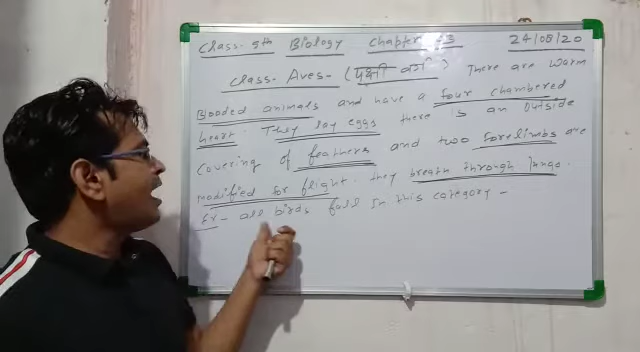 Class-9th Biology Chapter-3 24/05/20
Class-Aves- (पक्षी वर्ग) There are warm
Blooded animals and have a four chambered
heart. They lay eggs there is an outside
covering of feathers and two forelimbs are
modified for flight. they breath through lungs.
Ex- all birds fall in this category-